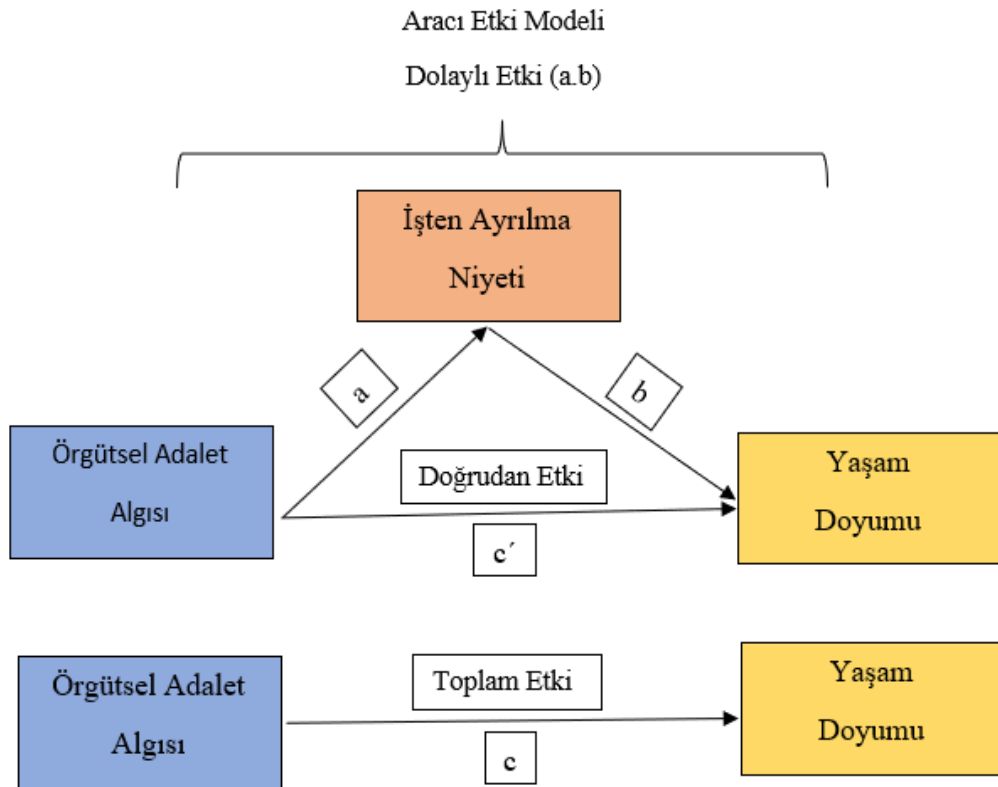 Aracı Etki Modeli
Dolaylı Etki (a.b)
İşten Ayrılma
Niyeti
a
b
Örgütsel Adalet
Algısı
Doğrudan Etki
c´
Yaşam
Doyumu
Örgütsel Adalet
Algısı
Toplam Etki
c
Yaşam
Doyumu